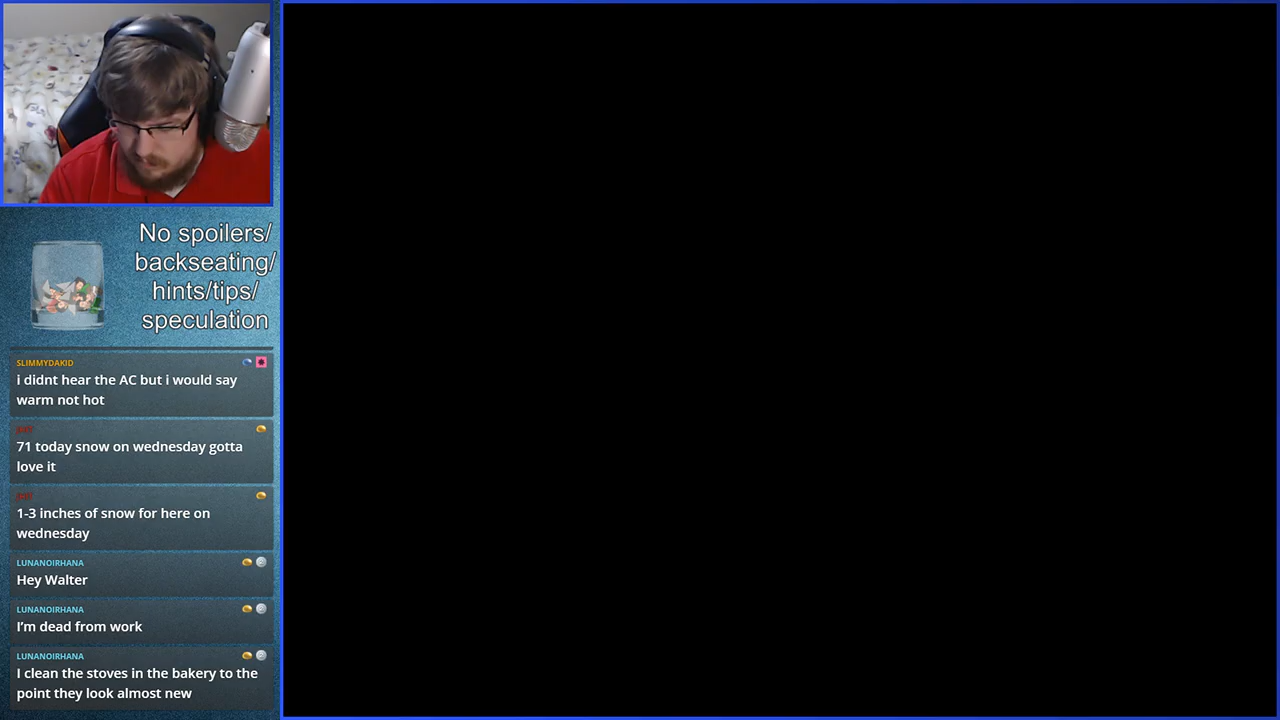 No spoilers/
backseating/
hints/tips/
speculation
SLIMMYDAKID
i didnt hear the AC but i would say
warm not hot
71 today snow on wednesday gotta
love it
1-3 inches of snow for here on
wednesday
LUNANOIRHANA
Hey Walter
LUNANOIRHANA
I’m dead from work
LUNANOIRHANA
I clean the stoves in the bakery to the
point they look almost new